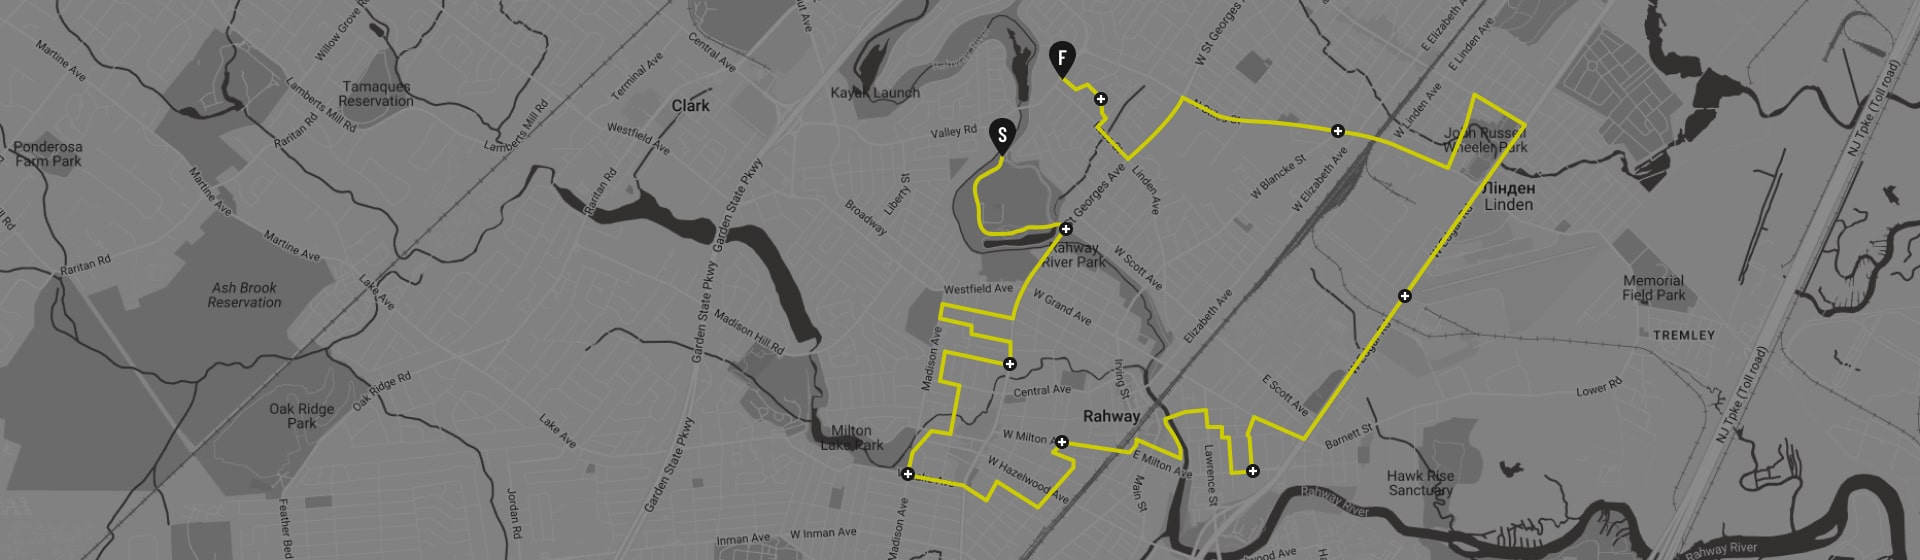 Martine Ave
Willow Grove R
ut Ave
Central Ave
W St Georges A
E Elizabeth A
E Linden Ave
F
Tamaques
Reservation
Terminal Ave
Kayak Launch
Clark
Lamberts Mill Rd
Raritan Rd
Lamberts Mill Rd
Westfield Ave
Valley Rd
S
W Linden Ave
John Russell
Wheeler Park
NJ Tpke (Toll road)
Ponderosa
Farm Park
Martine Ave
Raritan Rd
Garden State Pkwy
Liberty St
Broadway
St Georges Ave
Linden Ave
W Blancke St
W Elizabeth Ave
Лінден
Linden
ll Rd
Martine Ave
Raritan Rd
Lake Ave
Garden State Pkwy
Rahway
River Park
W Scott Ave
Ash Brook
Reservation
Westfield Ave
W Grand Ave
Elizabeth Ave
Memorial
Field Park
TREMLEY
Madison Hill Rd
Madison Ave
Irving St
Central Ave
E Scott Ave
Lower Rd
NJ Tpke (Toll road)
Oak Ridge Rd
Oak Ridge
Park
Lake Ave
Milton
Lake Park
Rahway
W Milton A
E Milton Ave
Barnett St
Garden State Pkwy
W Hazelwood Ave
Lawrence St
Main St
Hawk Rise
Sanctuary
Rahway River
Feather Bed
Jordan Rd
Inman Ave
W Inman Ave
Madison Ave
wood Ave
Ha
Rahway River